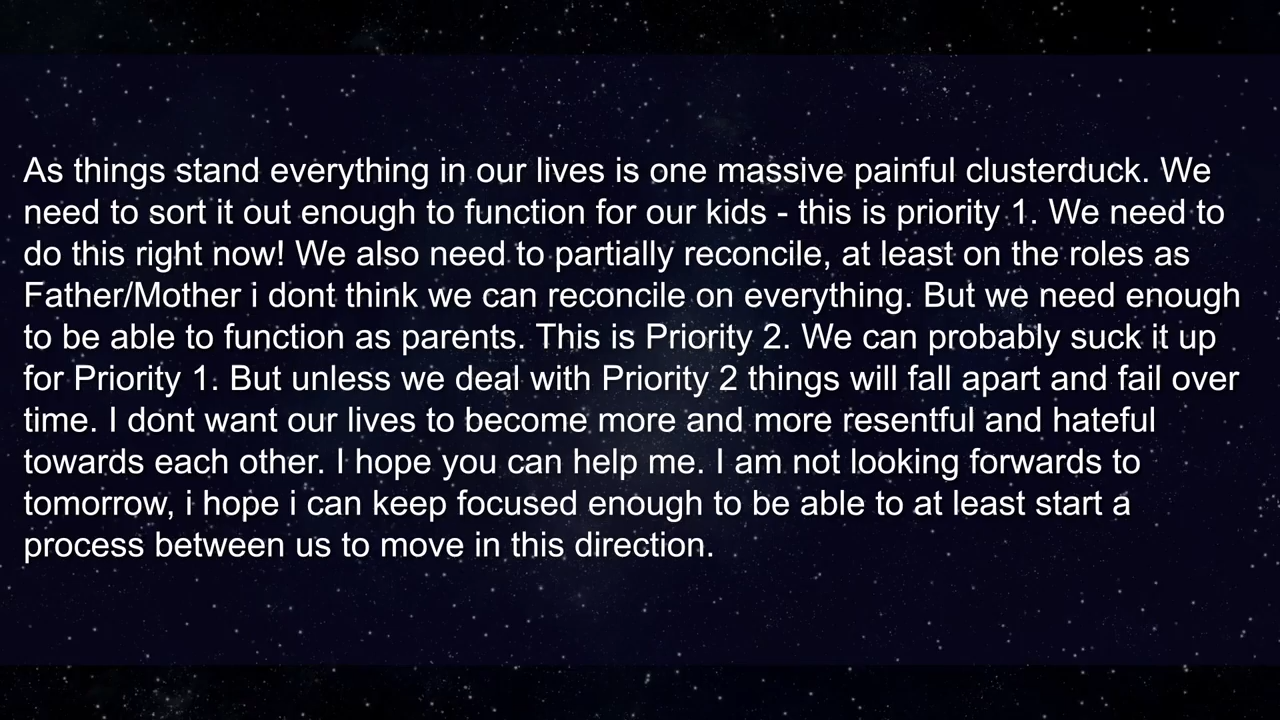 As things stand everything in our lives is one massive painful clusterduck. We
need to sort it out enough to function for our kids - this is priority 1. We need to
do this right now! We also need to partially reconcile, at least on the roles as
Father/Mother i dont think we can reconcile on everything. But we need enough
to be able to function as parents. This is Priority 2. We can probably suck it up
for Priority 1. But unless we deal with Priority 2 things will fall apart and fail over
time. I dont want our lives to become more and more resentful and hateful
towards each other. I hope you can help me. I am not looking forwards to
tomorrow, i hope i can keep focused enough to be able to at least start a
process between us to move in this direction.